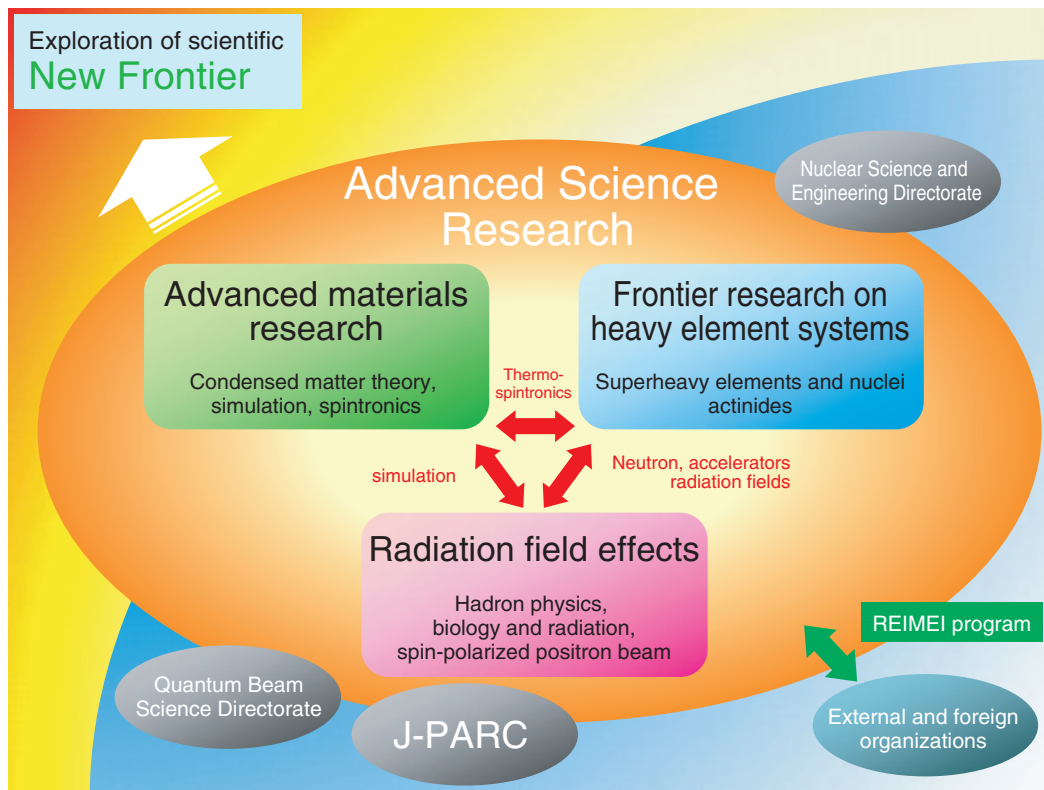 Exploration of scientific
New Frontier
Advanced Science
Research
Nuclear Science and
Engineering Directorate
Advanced materials
research
Condensed matter theory,
simulation, spintronics
Frontier research on
heavy element systems
Superheavy elements and nuclei
actinides
Thermo-
spintronics
simulation
Neutron, accelerators
radiation fields
Radiation field effects
Hadron physics,
biology and radiation,
spin-polarized positron beam
REIMEI program
Quantum Beam
Science Directorate
J-PARC
External and foreign
organizations